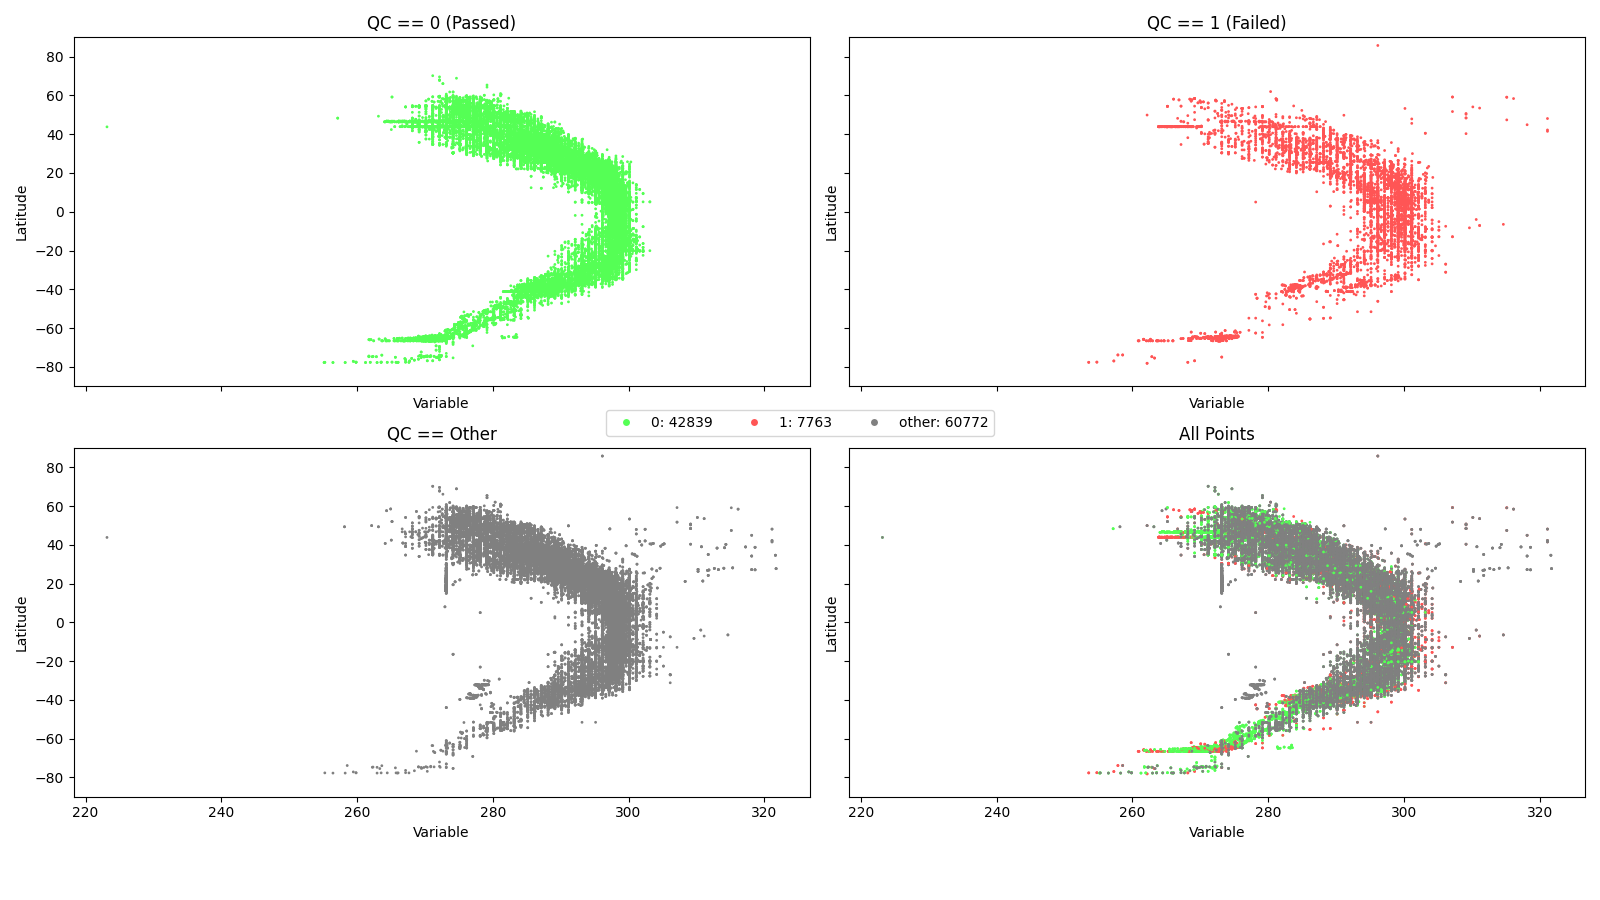 QC == 0 (Passed)
QC == 1 (Failed)
80
60
40
20
0
−20
−40
−60
−80
Latitude
Latitude
Variable
Variable
0: 42839
1: 7763
other: 60772
QC == Other
All Points
80
60
40
20
0
−20
−40
−60
−80
Latitude
Latitude
220
240
260
280
300
320
220
240
260
280
300
320
Variable
Variable